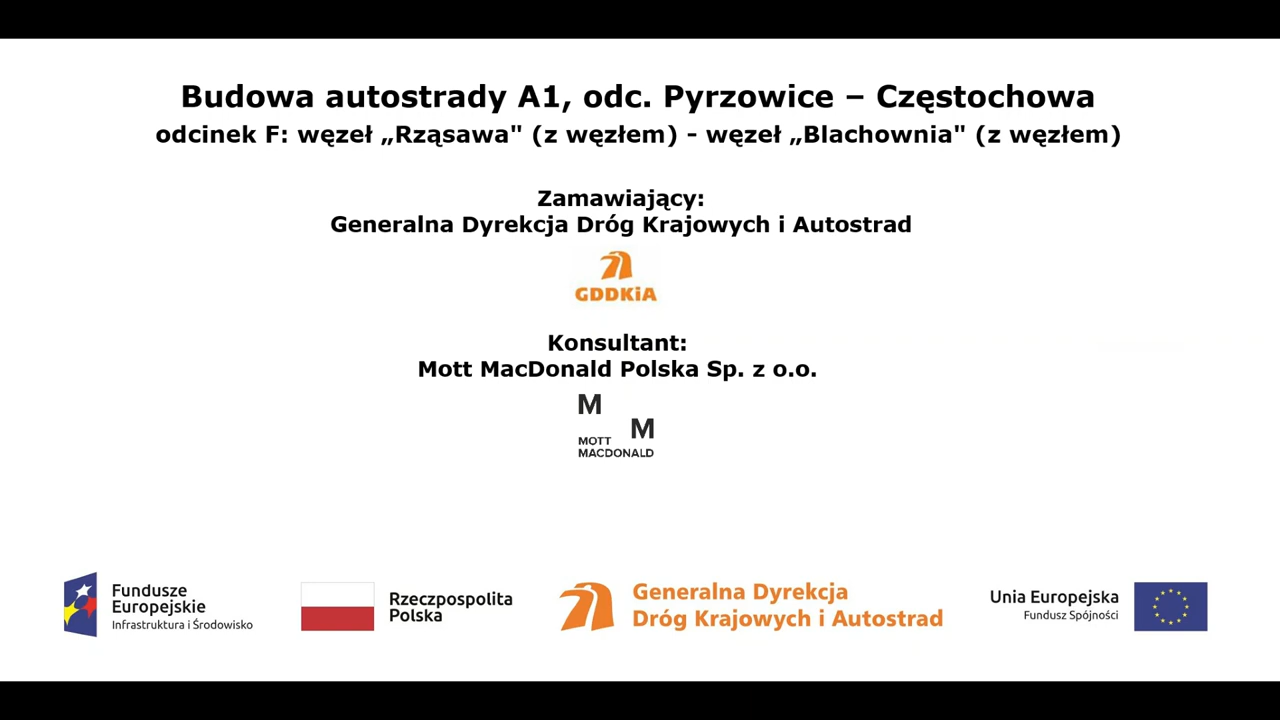 Budowa autostrady A1, odc. Pyrzowice – Częstochowa
odcinek F: węzeł „Rząsawa" (z węzłem) - węzeł „Blachownia" (z węzłem)
Zamawiający:
Generalna Dyrekcja Dróg Krajowych i Autostrad
GDDKiA
Konsultant:
Mott MacDonald Polska Sp. z o.o.
M
M
MOTT
MACDONALD
Fundusze
Europejskie
Infrastruktura i Środowisko
Rzeczpospolita
Polska
Generalna Dyrekcja
Dróg Krajowych i Autostrad
Unia Europejska
Fundusz Spójności